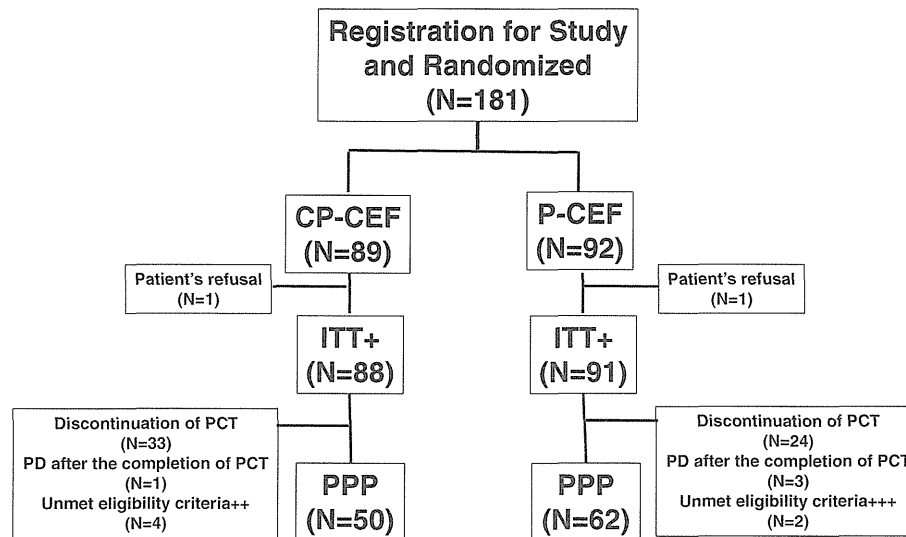 Registration for Study
and Randomized
(N=181)
CP-CEF
(N=89)
P-CEF
(N=92)
Patient's refusal
(N=1)
Patient's refusal
(N=1)
ITT+
(N=88)
ITT+
(N=91)
Discontinuation of PCT
(N=33)
PD after the completion of PCT
(N=1)
Unmet eligibility criteria++
(N=4)
Discontinuation of PCT
(N=24)
PD after the completion of PCT
(N=3)
Unmet eligibility criteria+++
(N=2)
PPP
(N=50)
PPP
(N=62)